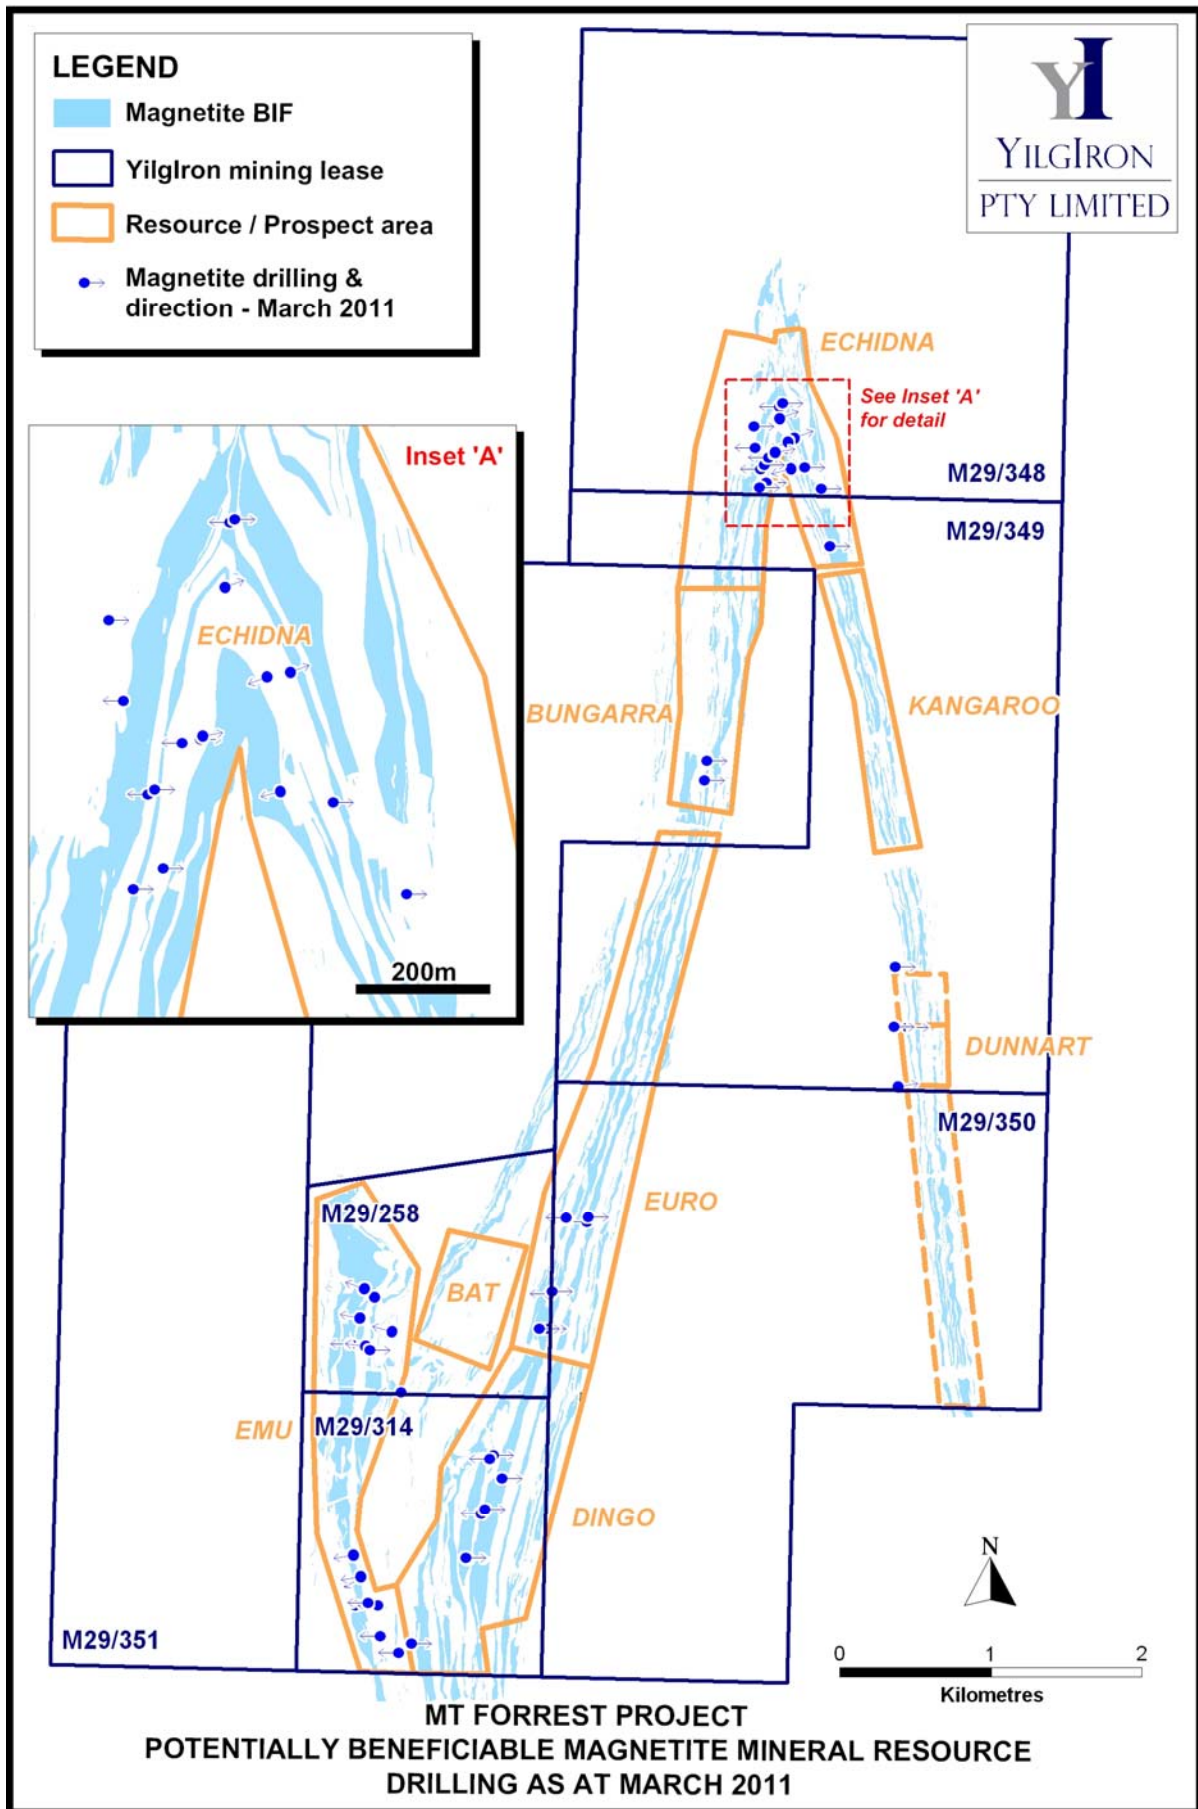 LEGEND
Magnetite BIF
YilgIron mining lease
Resource / Prospect area
Magnetite drilling &
direction - March 2011
YI
YILGIRON
PTY LIMITED
ECHIDNA
See Inset 'A'
for detail
M29/348
M29/349
Inset 'A'
ECHIDNA
200m
BUNGARRA
KANGAROO
DUNNART
M29/350
EURO
M29/258
BAT
EMU
M29/314
DINGO
N
M29/351
0 1 2
Kilometres
MT FORREST PROJECT
POTENTIALLY BENEFICIABLE MAGNETITE MINERAL RESOURCE
DRILLING AS AT MARCH 2011